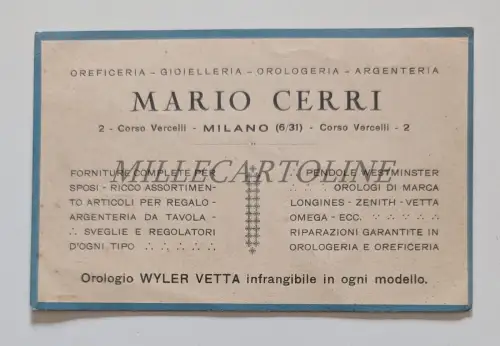 OREFICERIA - GIOIELLERIA - OROLOGERIA - ARGENTERIA
MARIO CERRI
2 - Corso Vercelli - MILANO (6/31) - Corso Vercelli - 2
MILLECARTOLINE
FORNITURE COMPLETE PER
SPOSI - RICCO ASSORTIMEN-
TO ARTICOLI PER REGALO -
ARGENTERIA DA TAVOLA -
∴ SVEGLIE E REGOLATORI
D'OGNI TIPO ∴ ∴ ∴ ∴ ∴
PENDOLE WESTMINSTER
∴ ∴ ∴ OROLOGI DI MARCA
LONGINES - ZENITH - VETTA
OMEGA - ECC. ∵ ∴ ∵ ∴ ∵
RIPARAZIONI GARANTITE IN
OROLOGERIA E OREFICERIA
Orologio WYLER VETTA infrangibile in ogni modello.